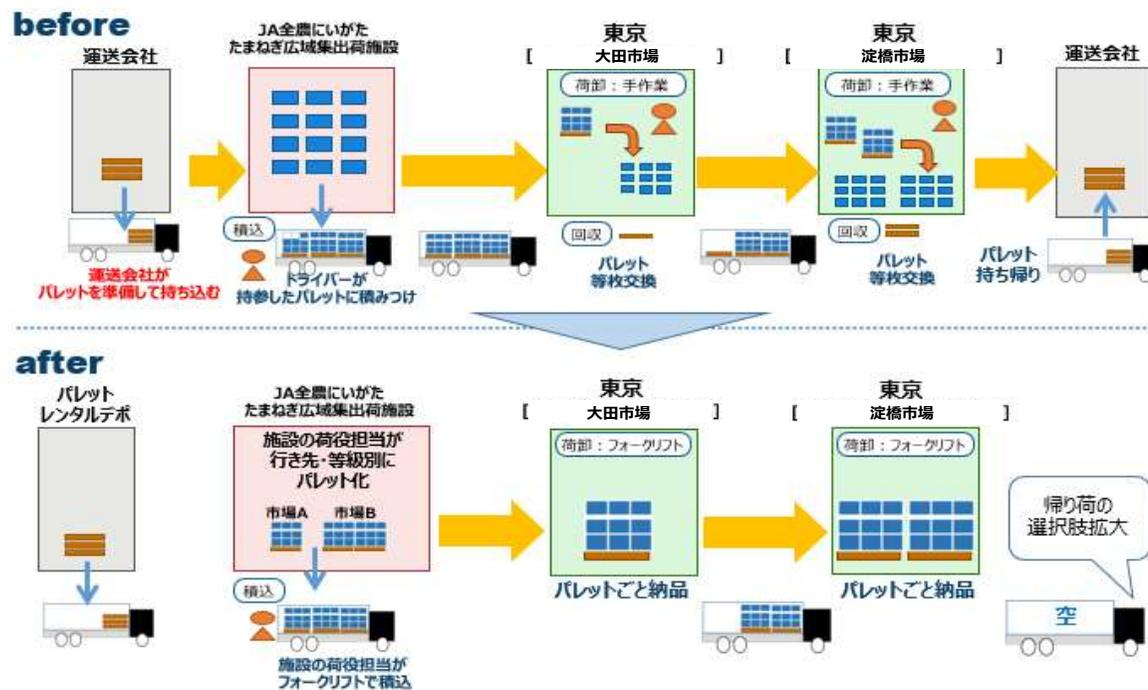 before
運送会社
JA全農にいがた
たまねぎ広域集出荷施設
東京
[ 大田市場 ]
東京
[ 淀橋市場 ]
運送会社
荷卸：手作業
荷卸：手作業
積込
回収
回収
運送会社が
パレットを準備して持ち込む
ドライバーが
持参したパレットに積みつけ
パレット
等枚交換
パレット
等枚交換
パレット
持ち帰り
after
パレット
レンタルデポ
JA全農にいがた
たまねぎ広域集出荷施設
東京
[ 大田市場 ]
東京
[ 淀橋市場 ]
施設の荷役担当が
行き先・等級別に
パレット化
市場A 市場B
荷卸：フォークリフト
荷卸：フォークリフト
積込
パレットごと納品
パレットごと納品
施設の荷役担当が
フォークリフトで積込
帰り荷の
選択肢拡大
空